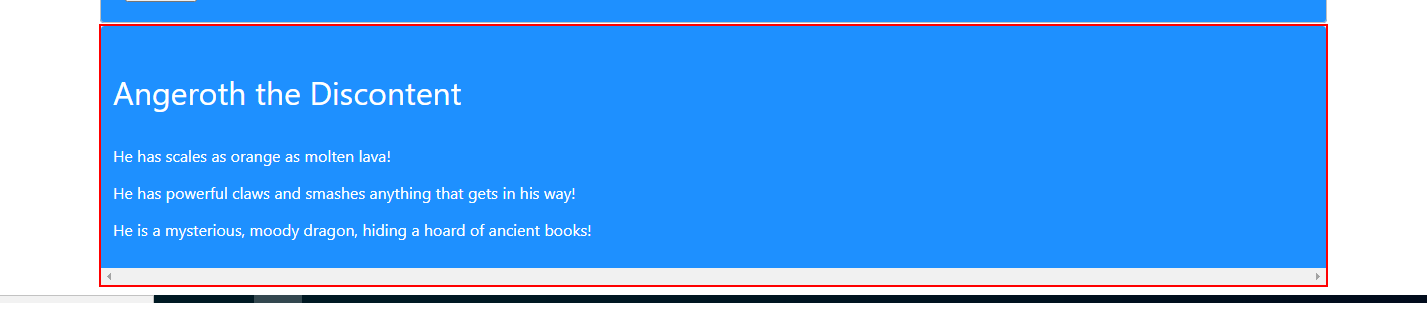 Angeroth the Discontent
He has scales as orange as molten lava!
He has powerful claws and smashes anything that gets in his way!
He is a mysterious, moody dragon, hiding a hoard of ancient books!